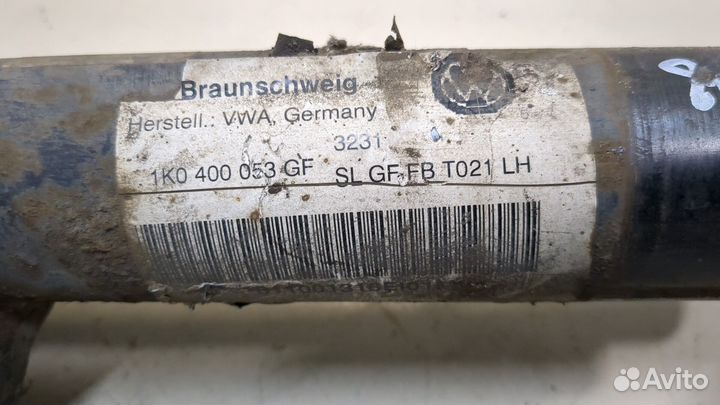 Braunschweig
Herstell.: VWA, Germany
3231
1K0 400 053 GF SL GF FB T021 LH
Avito